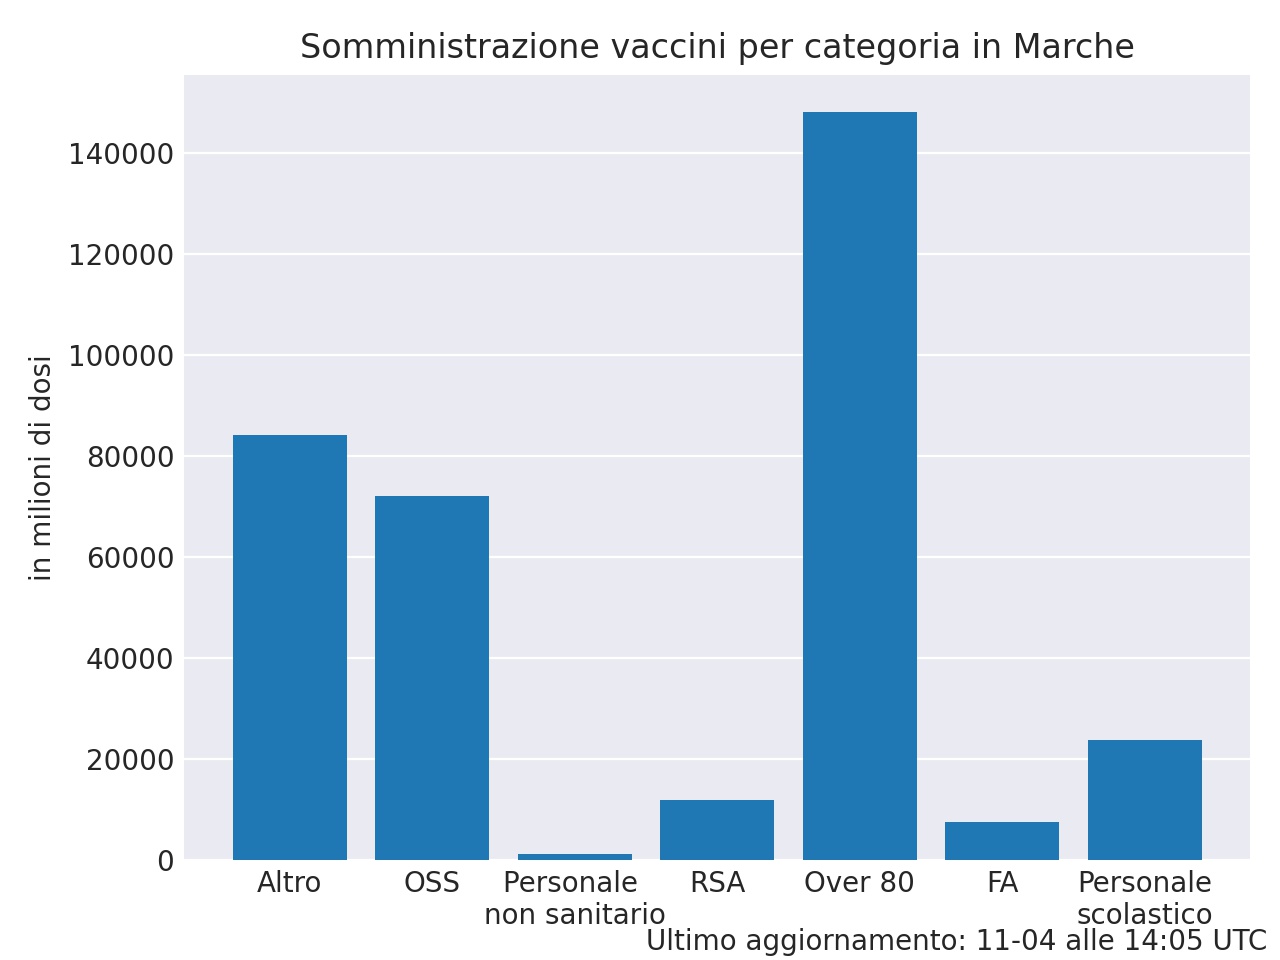 Somministrazione vaccini per categoria in Marche
in milioni di dosi
140000
120000
100000
80000
60000
40000
20000
0
Altro
OSS
Personale
non sanitario
RSA
Over 80
FA
Personale
scolastico
Ultimo aggiornamento: 11-04 alle 14:05 UTC